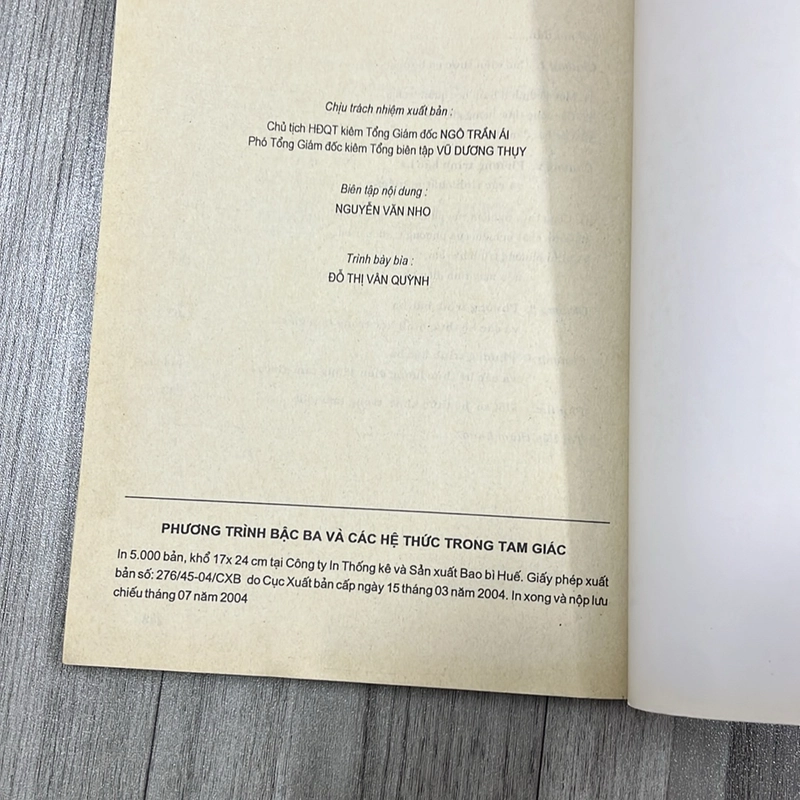 Chịu trách nhiệm xuất bản :
Chủ tịch HĐQT kiêm Tổng Giám đốc NGÔ TRẦN ÁI
Phó Tổng Giám đốc kiêm Tổng biên tập VŨ DƯƠNG THỤY
Biên tập nội dung :
NGUYỄN VĂN NHO
Trình bày bìa :
ĐỖ THỊ VÂN QUỲNH
PHƯƠNG TRÌNH BẬC BA VÀ CÁC HỆ THỨC TRONG TAM GIÁC
In 5.000 bản, khổ 17x 24 cm tại Công ty In Thống kê và Sản xuất Bao bì Huế. Giấy phép xuất
bản số: 276/45-04/CXB do Cục Xuất bản cấp ngày 15 tháng 03 năm 2004. In xong và nộp lưu
chiếu tháng 07 năm 2004